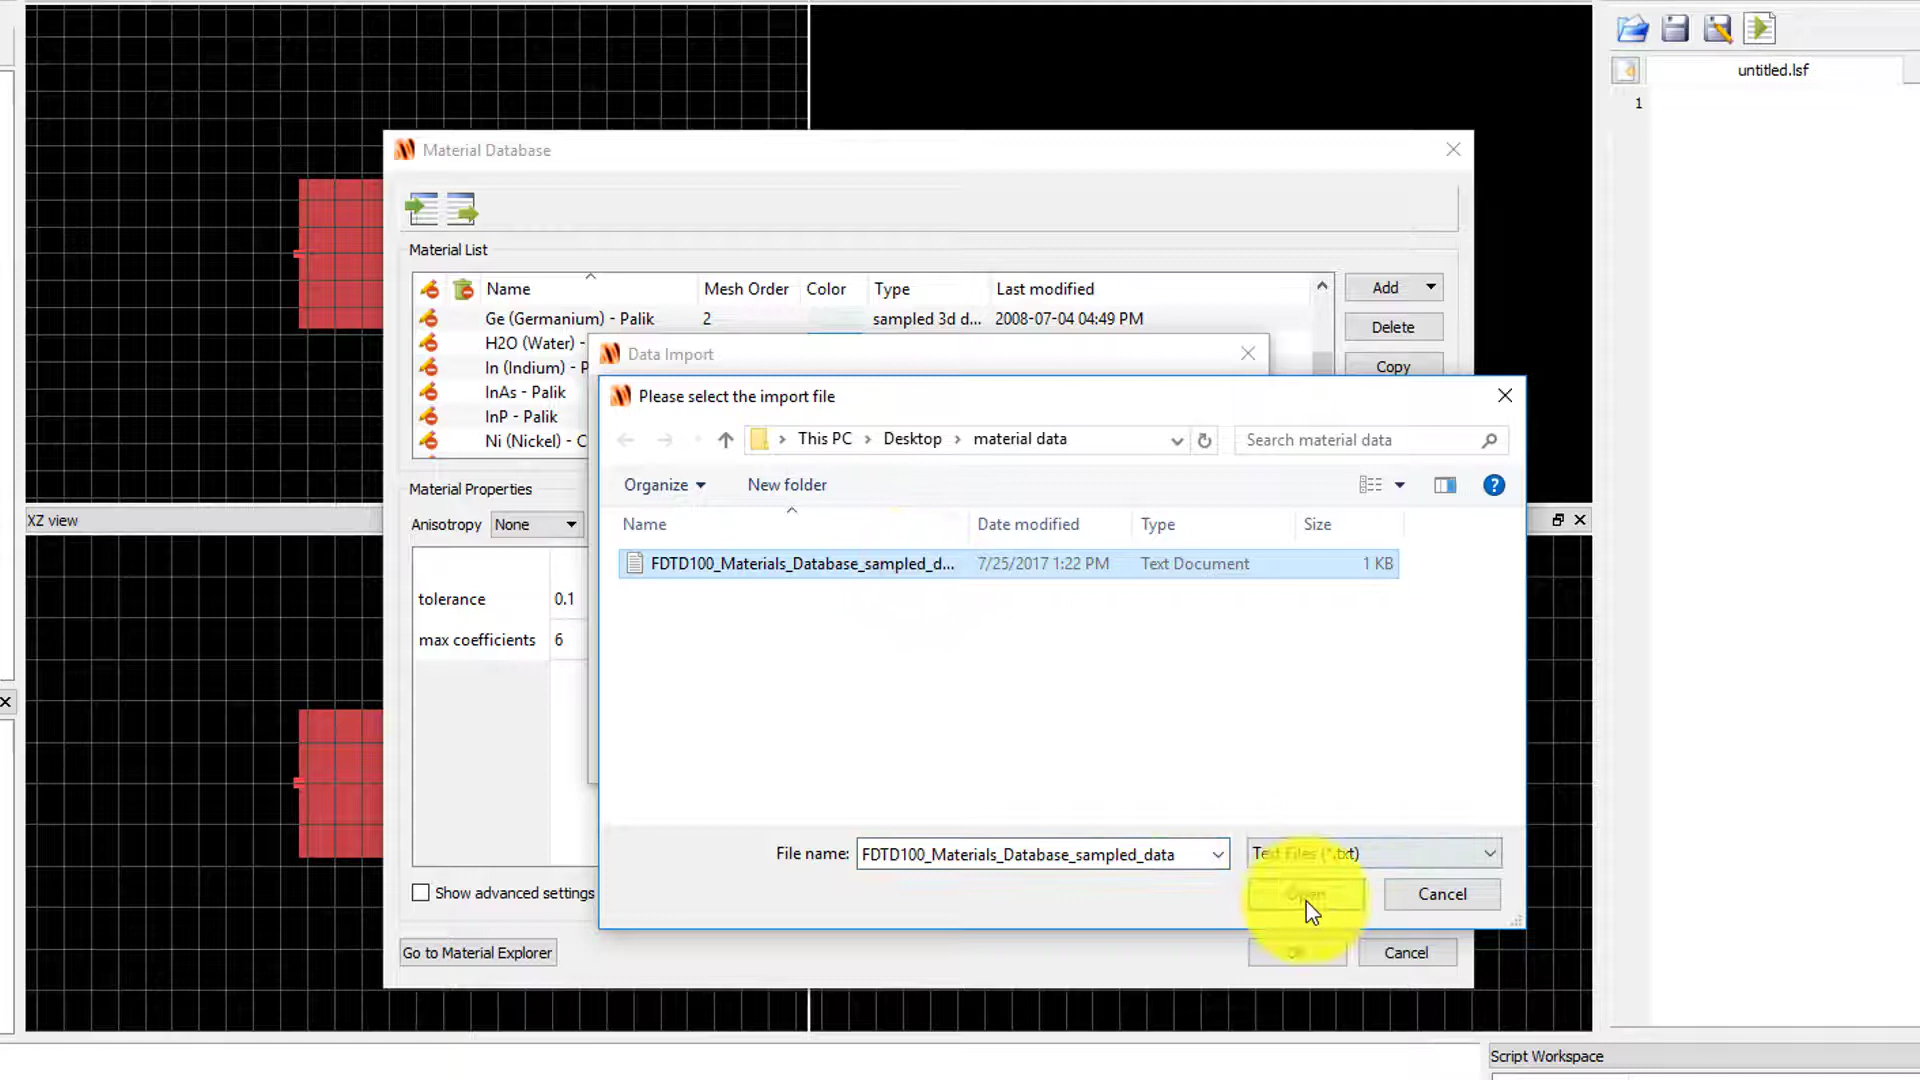 untitled.lsf
1
Material Database
Material List
Name Mesh Order Color Type Last modified
Add
Ge (Germanium) - Palik 2 sampled 3d d... 2008-07-04 04:49 PM
Delete
H2O (Water) -
In (Indium) - P
Copy
InAs - Palik
InP - Palik
Ni (Nickel) - C
Data Import
Please select the import file
This PC > Desktop > material data
Search material data
Organize New folder
Name Date modified Type Size
FDTD100_Materials_Database_sampled_d... 7/25/2017 1:22 PM Text Document 1 KB
Material Properties
Anisotropy None
XZ view
tolerance 0.1
max coefficients 6
File name: FDTD100_Materials_Database_sampled_data
Text Files (*.txt)
Open Cancel
Show advanced settings
Go to Material Explorer
OK Cancel
Script Workspace